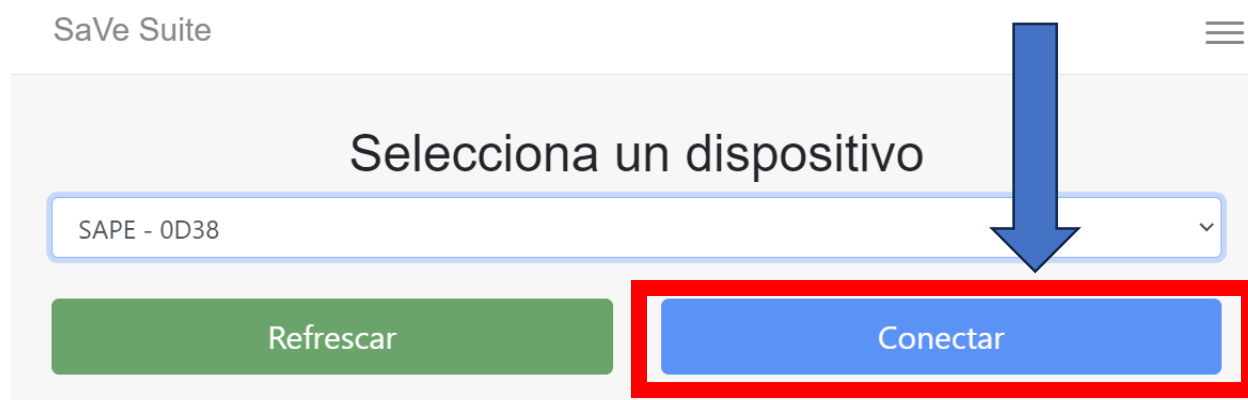 SaVe Suite
Selecciona un dispositivo
SAPE - 0D38
Refrescar
Conectar